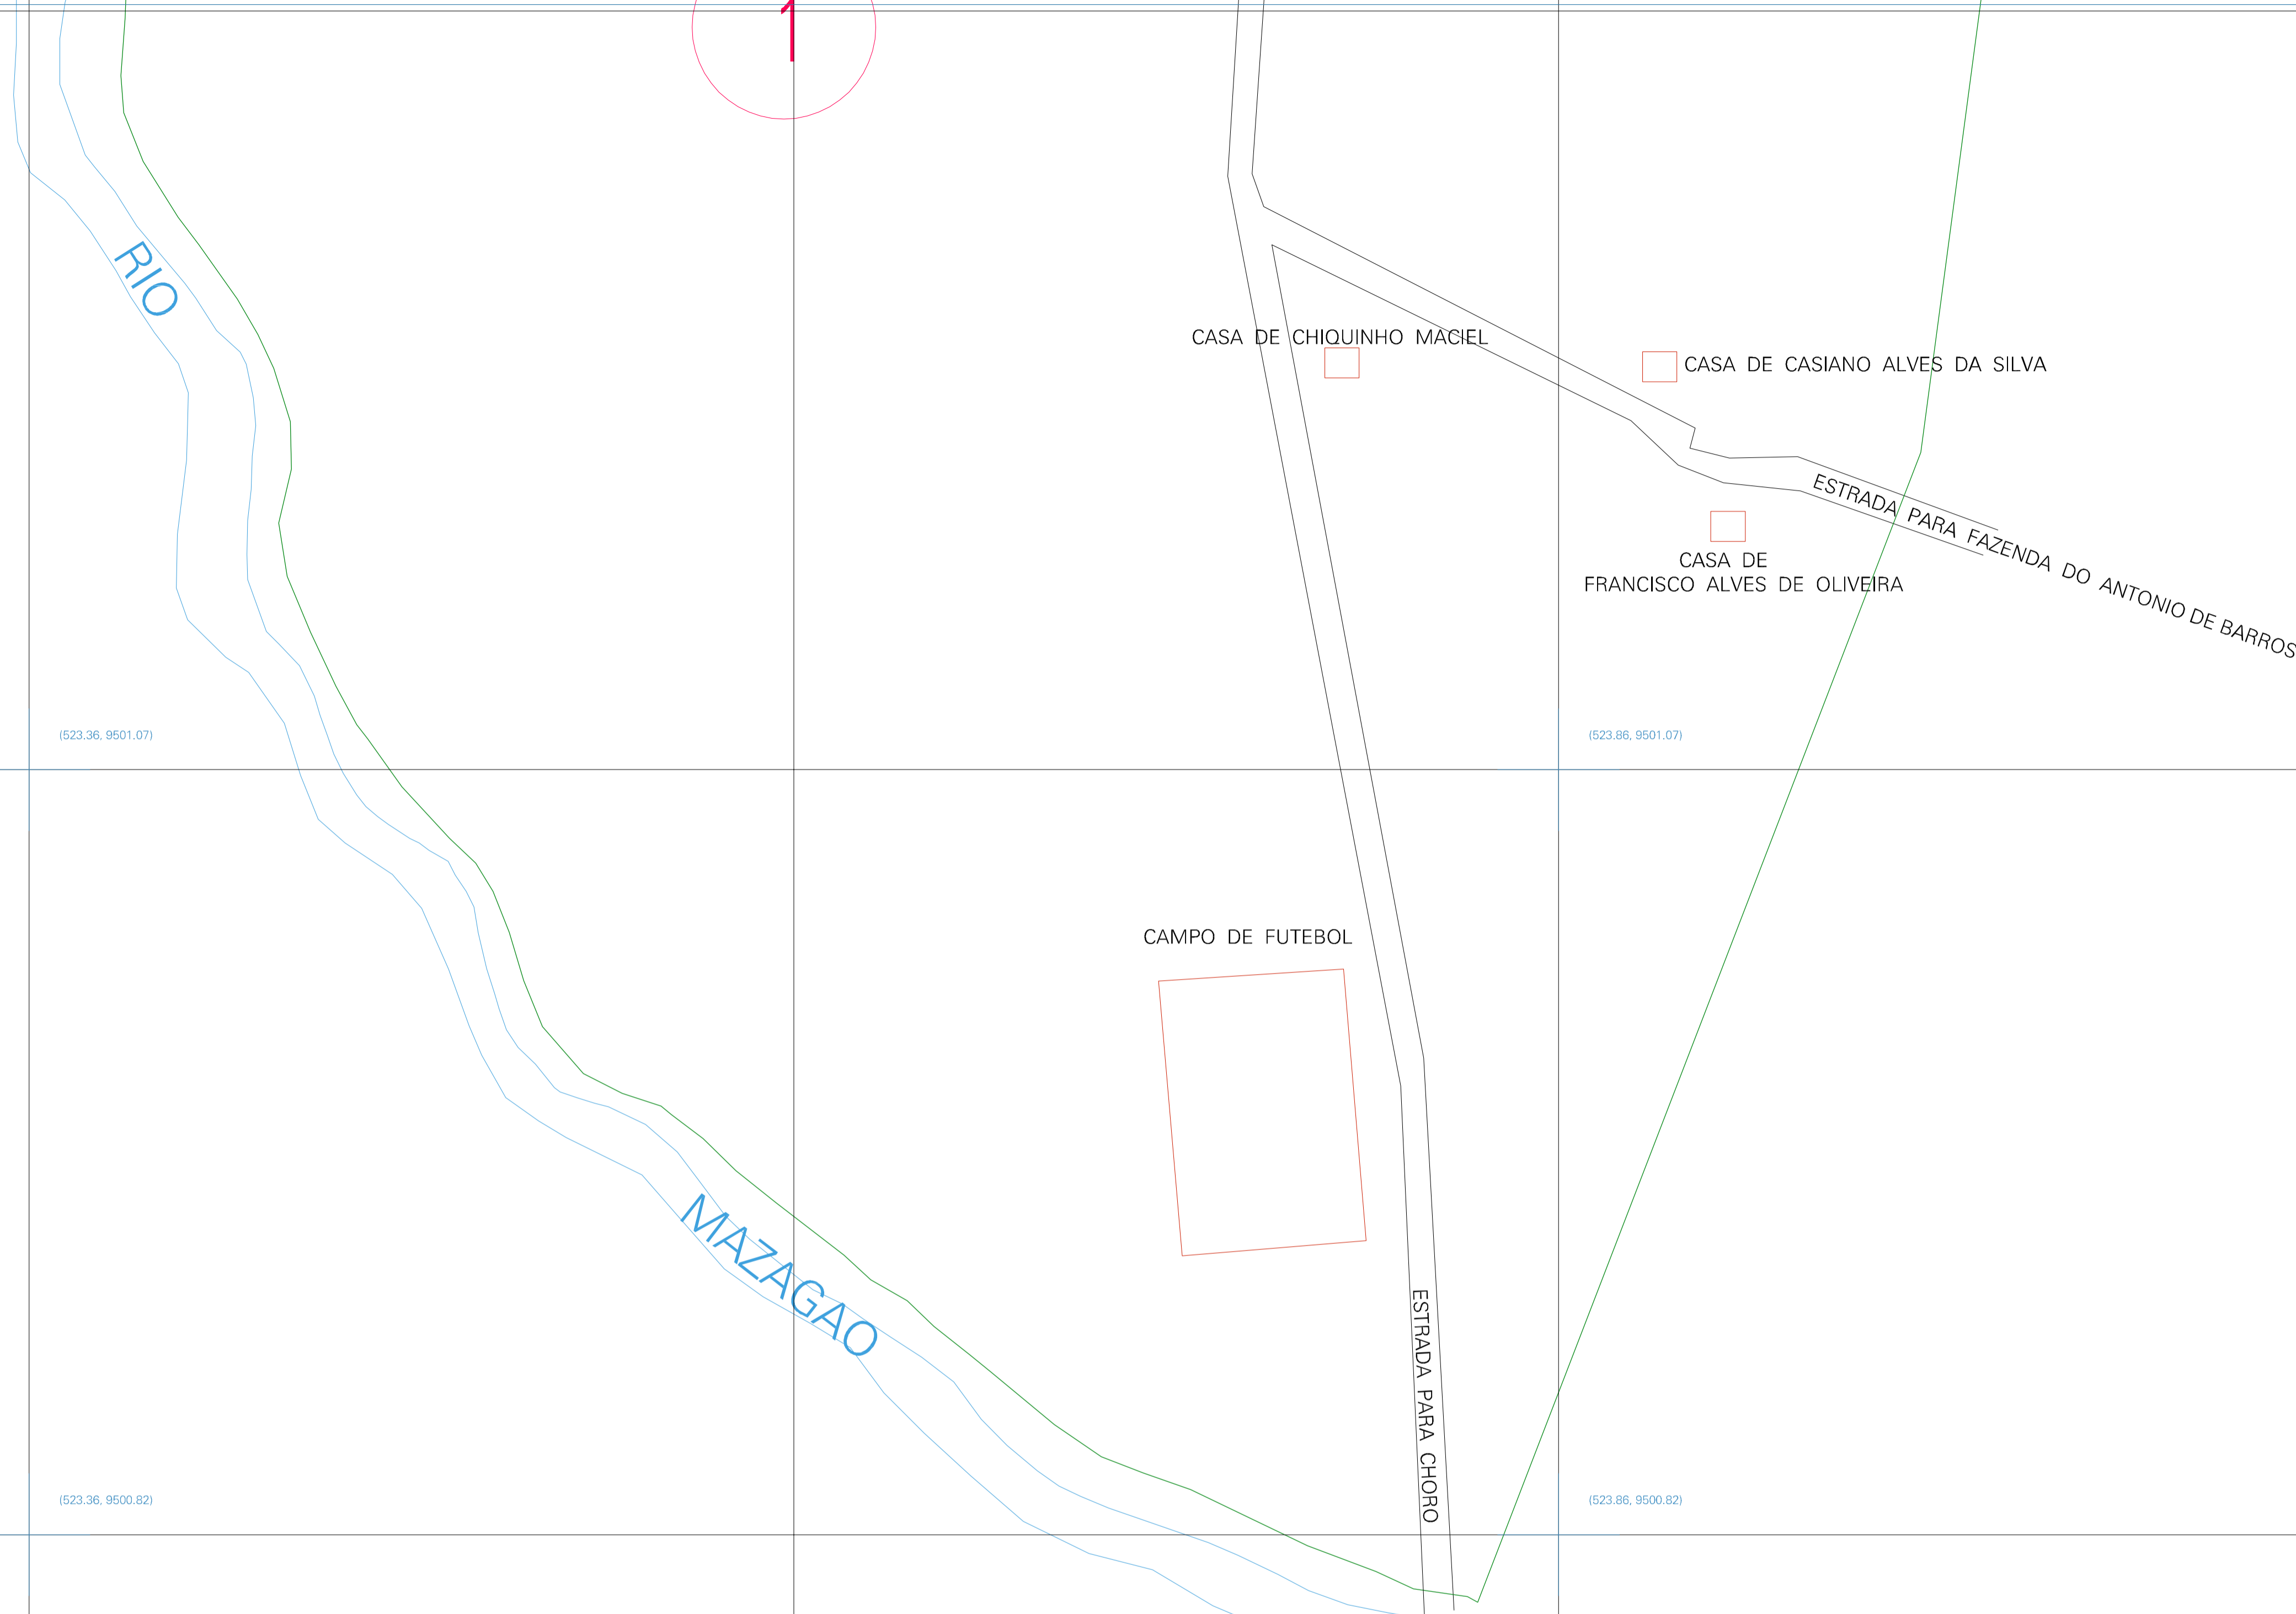 1
RIO
CASA DE CHIQUINHO MACIEL
CASA DE CASIANO ALVES DA SILVA
ESTRADA PARA FAZENDA DO ANTONIO DE BARROS
CASA DE
FRANCISCO ALVES DE OLIVEIRA
(523.36, 9501.07)
(523.86, 9501.07)
CAMPO DE FUTEBOL
MAZAGAO
ESTRADA PARA CHORO
(523.36, 9500.82)
(523.86, 9500.82)